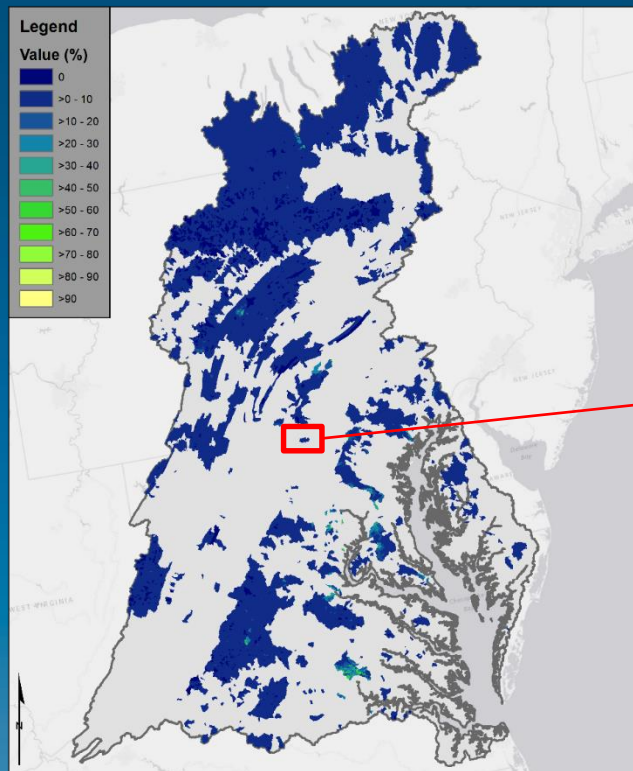 Legend
Value (%)
0
>0 - 10
>10 - 20
>20 - 30
>30 - 40
>40 - 50
>50 - 60
>60 - 70
>70 - 80
>80 - 90
>90
NEW JERSEY
NEW JERSEY
WEST VIRGINIA
N